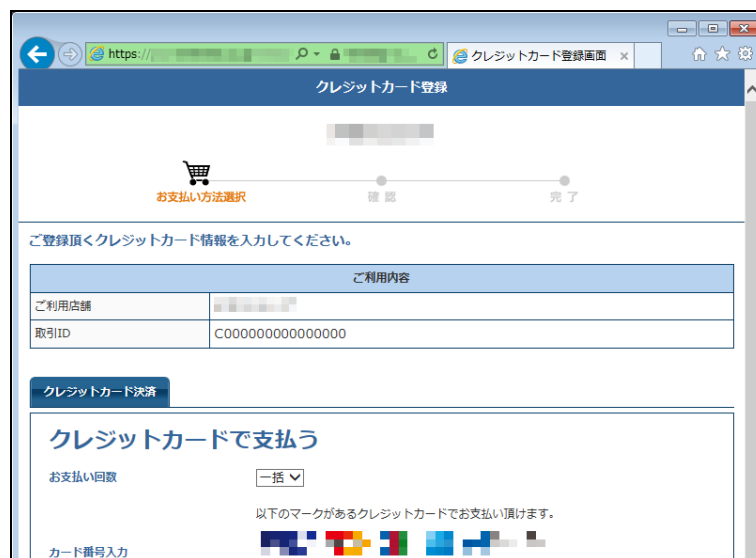 https://
クレジットカード登録画面
クレジットカード登録
お支払い方法選択
確認
完了
ご登録頂くクレジットカード情報を入力してください。
ご利用内容
ご利用店舗
取引ID
C000000000000000
クレジットカード決済
クレジットカードで支払う
お支払い回数
一括
以下のマークがあるクレジットカードでお支払い頂けます。
カード番号入力